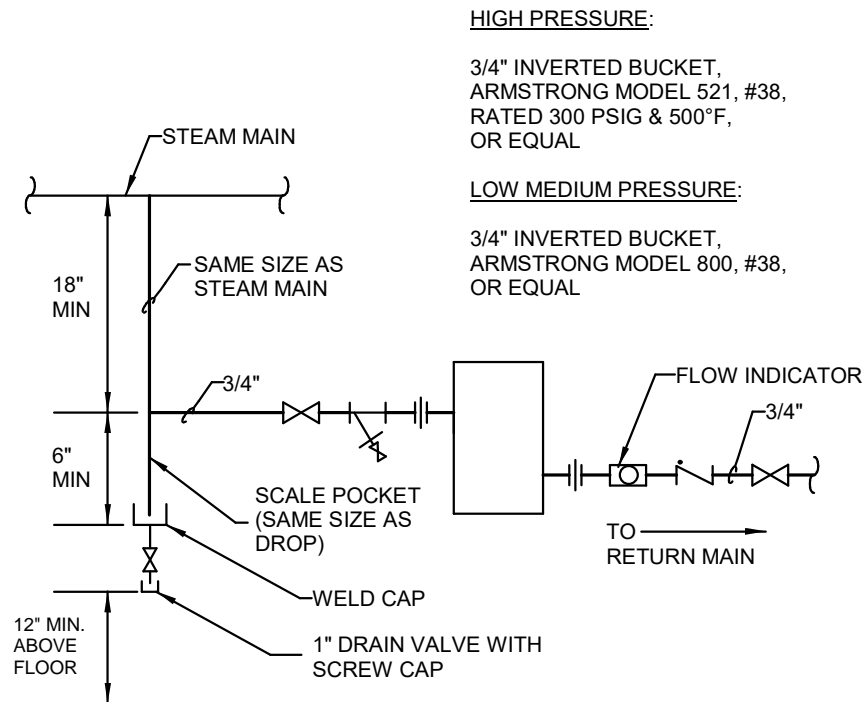 HIGH PRESSURE:
3/4" INVERTED BUCKET,
ARMSTRONG MODEL 521, #38,
RATED 300 PSIG & 500°F,
OR EQUAL
LOW MEDIUM PRESSURE:
3/4" INVERTED BUCKET,
ARMSTRONG MODEL 800, #38,
OR EQUAL
STEAM MAIN
18"
MIN
SAME SIZE AS
STEAM MAIN
3/4"
FLOW INDICATOR
3/4"
6"
MIN
SCALE POCKET
(SAME SIZE AS
DROP)
TO
RETURN MAIN
WELD CAP
12" MIN.
ABOVE
FLOOR
1" DRAIN VALVE WITH
SCREW CAP